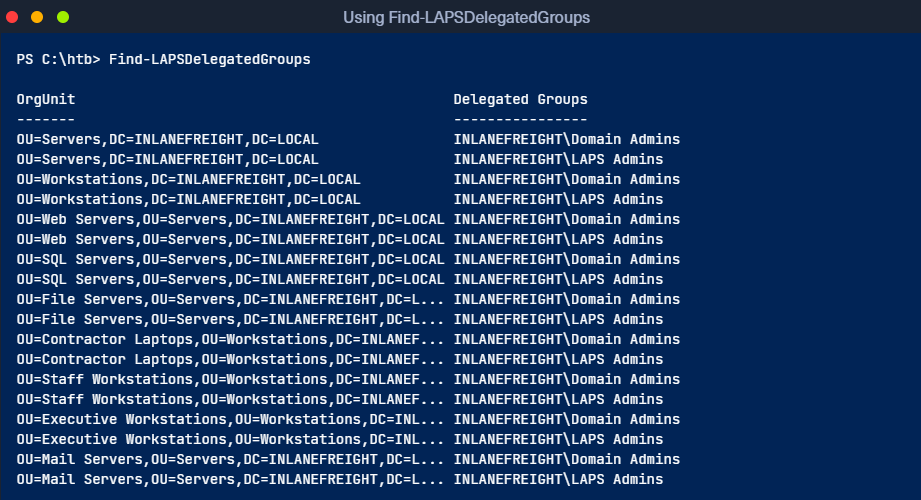 Using Find-LAPSDelegatedGroups
PS C:\htb> Find-LAPSDelegatedGroups
OrgUnit                                             Delegated Groups
-------                                             ----------------
OU=Servers,DC=INLANEFREIGHT,DC=LOCAL                INLANEFREIGHT\Domain Admins
OU=Servers,DC=INLANEFREIGHT,DC=LOCAL                INLANEFREIGHT\LAPS Admins
OU=Workstations,DC=INLANEFREIGHT,DC=LOCAL           INLANEFREIGHT\Domain Admins
OU=Workstations,DC=INLANEFREIGHT,DC=LOCAL           INLANEFREIGHT\LAPS Admins
OU=Web Servers,OU=Servers,DC=INLANEFREIGHT,DC=LOCAL INLANEFREIGHT\Domain Admins
OU=Web Servers,OU=Servers,DC=INLANEFREIGHT,DC=LOCAL INLANEFREIGHT\LAPS Admins
OU=SQL Servers,OU=Servers,DC=INLANEFREIGHT,DC=LOCAL INLANEFREIGHT\Domain Admins
OU=SQL Servers,OU=Servers,DC=INLANEFREIGHT,DC=LOCAL INLANEFREIGHT\LAPS Admins
OU=File Servers,OU=Servers,DC=INLANEFREIGHT,DC=L... INLANEFREIGHT\Domain Admins
OU=File Servers,OU=Servers,DC=INLANEFREIGHT,DC=L... INLANEFREIGHT\LAPS Admins
OU=Contractor Laptops,OU=Workstations,DC=INLANEF... INLANEFREIGHT\Domain Admins
OU=Contractor Laptops,OU=Workstations,DC=INLANEF... INLANEFREIGHT\LAPS Admins
OU=Staff Workstations,OU=Workstations,DC=INLANEF... INLANEFREIGHT\Domain Admins
OU=Staff Workstations,OU=Workstations,DC=INLANEF... INLANEFREIGHT\LAPS Admins
OU=Executive Workstations,OU=Workstations,DC=INL... INLANEFREIGHT\Domain Admins
OU=Executive Workstations,OU=Workstations,DC=INL... INLANEFREIGHT\LAPS Admins
OU=Mail Servers,OU=Servers,DC=INLANEFREIGHT,DC=L... INLANEFREIGHT\Domain Admins
OU=Mail Servers,OU=Servers,DC=INLANEFREIGHT,DC=L... INLANEFREIGHT\LAPS Admins